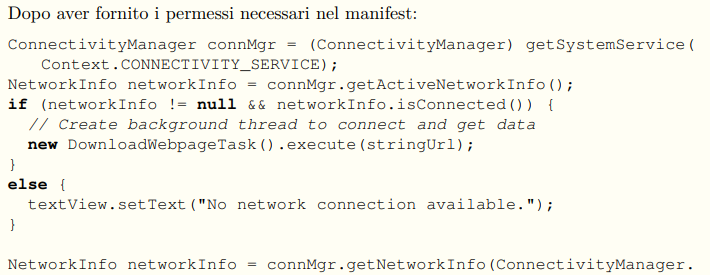 Dopo aver fornito i permessi necessari nel manifest:
ConnectivityManager connMgr = (ConnectivityManager) getSystemService(
Context.CONNECTIVITY_SERVICE);
NetworkInfo networkInfo = connMgr.getActiveNetworkInfo();
if (networkInfo != null && networkInfo.isConnected()) {
// Create background thread to connect and get data
new DownloadWebpageTask().execute(stringUrl);
}
else {
textView.setText("No network connection available.");
}
NetworkInfo networkInfo = connMgr.getNetworkInfo(ConnectivityManager.